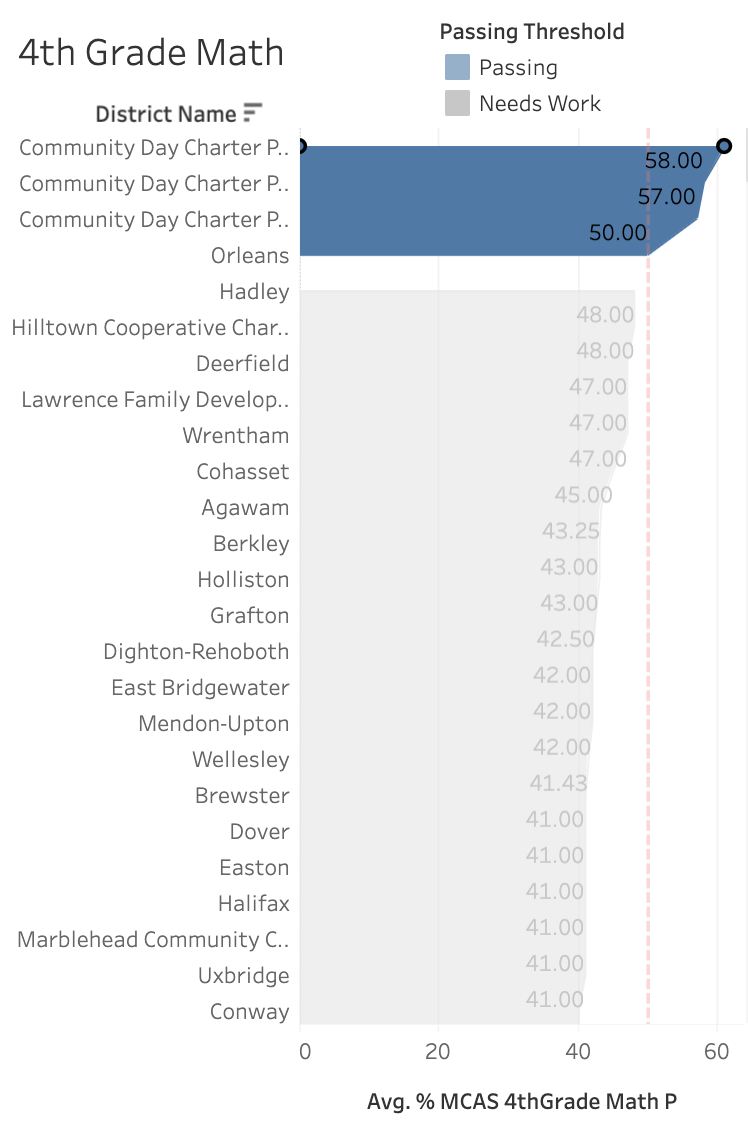 4th Grade Math
Passing Threshold
Passing
Needs Work
District Name
Community Day Charter P..
58.00
Community Day Charter P..
57.00
Community Day Charter P..
50.00
Orleans
Hadley
48.00
Hilltown Cooperative Char..
48.00
Deerfield
47.00
Lawrence Family Develop..
47.00
Wrentham
47.00
Cohasset
45.00
Agawam
43.25
Berkley
43.00
Holliston
43.00
Grafton
42.50
Dighton-Rehoboth
42.00
East Bridgewater
42.00
Mendon-Upton
42.00
Wellesley
41.43
Brewster
41.00
Dover
41.00
Easton
41.00
Halifax
41.00
Marblehead Community C..
41.00
Uxbridge
41.00
Conway
0 20 40 60
Avg. % MCAS 4thGrade Math P